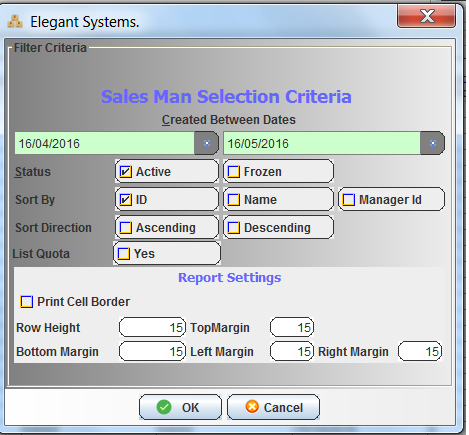 Elegant Systems.
Filter Criteria
Sales Man Selection Criteria
Created Between Dates
16/04/2016 16/05/2016
Status Active Frozen
Sort By ID Name Manager Id
Sort Direction Ascending Descending
List Quota Yes
Report Settings
Print Cell Border
Row Height 15 TopMargin 15
Bottom Margin 15 Left Margin 15 Right Margin 15
OK Cancel